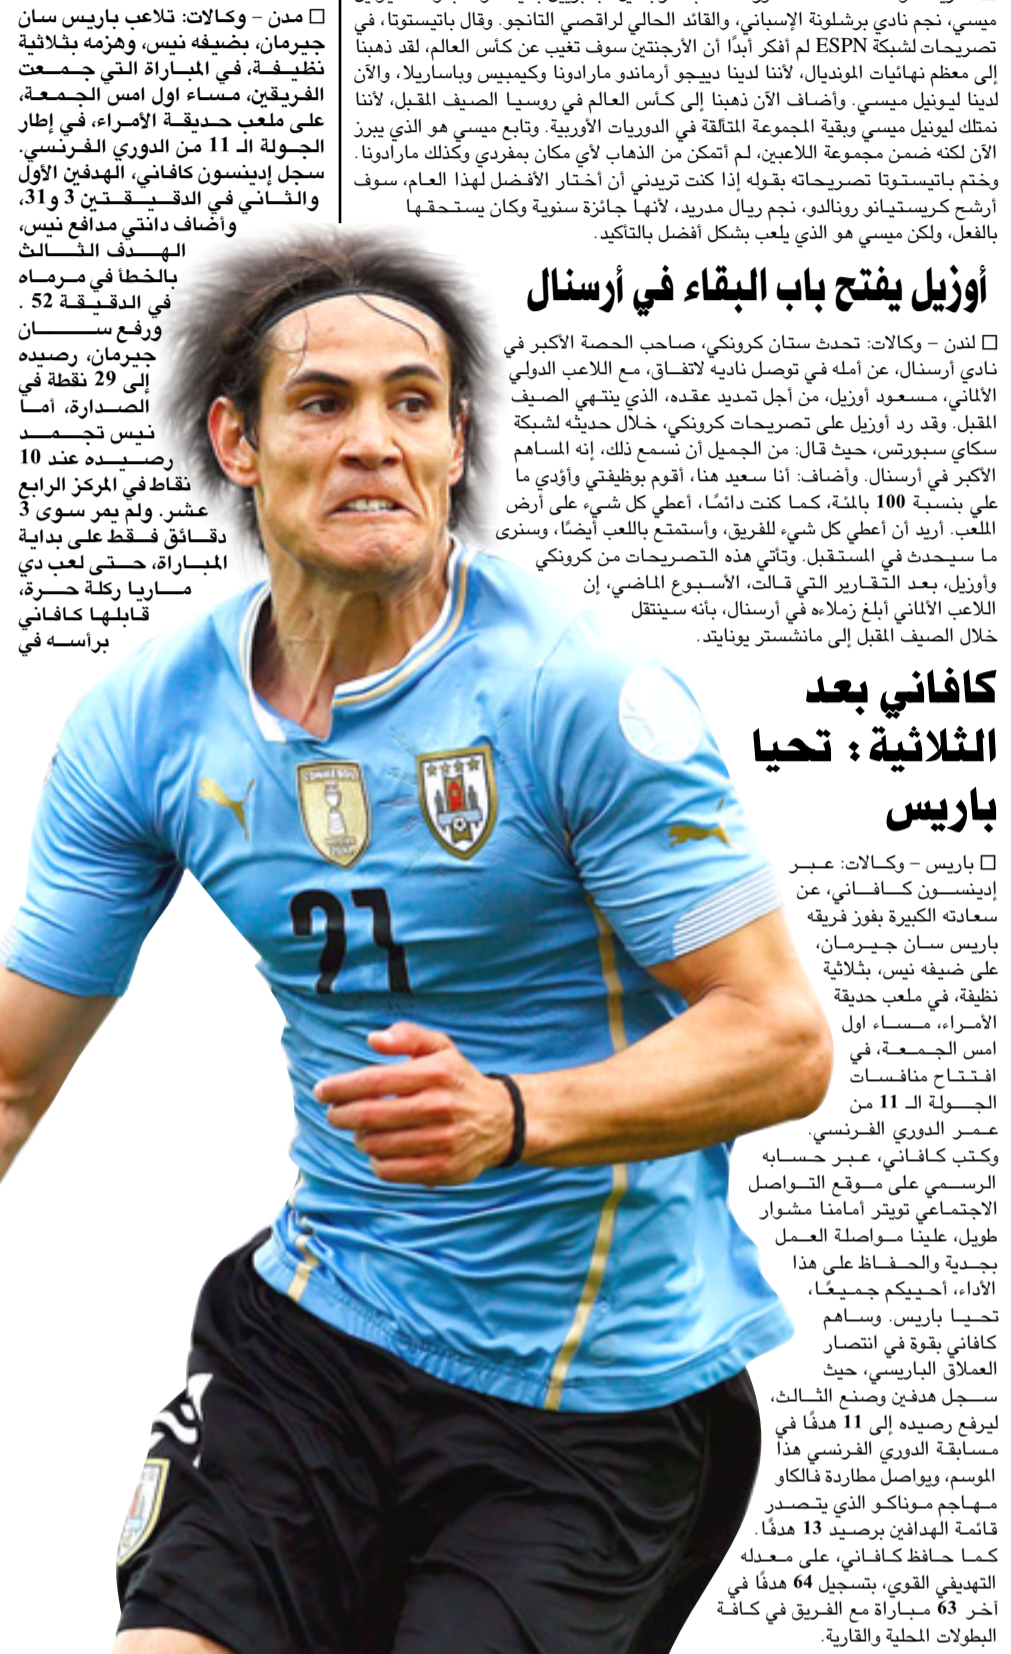 ميسي، نجم نادي برشلونة الإسباني، والقائد الحالي لراقصي التانجو. وقال باتيستوتا، في
تصريحات لشبكة ESPN لم أفكر أبدًا أن الأرجنتين سوف تغيب عن كأس العالم، لقد ذهبنا
إلى معظم نهائيات المونديال، لأننا لدينا دييجو أرماندو مارادونا وكيمبيس وباساريلا، والآن
لدينا ليونيل ميسي. وأضاف الآن ذهبنا إلى كأس العالم في روسيا الصيف المقبل، لأننا
نمتلك ليونيل ميسي وبقية المجموعة المتألقة في الدوريات الأوربية. وتابع ميسي هو الذي يبرز
الآن لكنه ضمن مجموعة اللاعبين، لم أتمكن من الذهاب لأي مكان بمفردي وكذلك مارادونا.
وختم باتيستوتا تصريحاته بقوله إذا كنت تريدني أن أختار الأفضل لهذا العام، سوف
أرشح كريستيانو رونالدو، نجم ريال مدريد، لأنها جائزة سنوية وكان يستحقها
بالفعل، ولكن ميسي هو الذي يلعب بشكل أفضل بالتأكيد.
أوزيل يفتح باب البقاء في أرسنال
□ لندن – وكالات: تحدث ستان كرونكي، صاحب الحصة الأكبر في
نادي أرسنال، عن أمله في توصل ناديه لاتفاق، مع اللاعب الدولي
الألماني، مسعود أوزيل، من أجل تمديد عقده، الذي ينتهي الصيف
المقبل. وقد رد أوزيل على تصريحات كرونكي، خلال حديثه لشبكة
سكاي سبورتس، حيث قال: من الجميل أن نسمع ذلك، إنه المساهم
الأكبر في أرسنال. وأضاف: أنا سعيد هنا، أقوم بوظيفتي وأؤدي ما
علي بنسبة 100 بالمئة، كما كنت دائمًا، أعطي كل شيء على أرض
الملعب. أريد أن أعطي كل شيء للفريق، وأستمتع باللعب أيضًا، وسنرى
ما سيحدث في المستقبل. وتأتي هذه التصريحات من كرونكي
وأوزيل، بعد التقارير التي قالت، الأسبوع الماضي، إن
اللاعب الألماني أبلغ زملاءه في أرسنال، بأنه سينتقل
خلال الصيف المقبل إلى مانشستر يونايتد.
كافاني بعد
الثلاثية: تحيا
باريس
□ باريس – وكالات: عبر
إدينسون كافاني، عن
سعادته الكبيرة بفوز فريقه
باريس سان جيرمان،
على ضيفه نيس، بثلاثية
نظيفة، في ملعب حديقة
الأمراء، مساء اول
امس الجمعة، في
افتتاح منافسات
الجولة الـ 11 من
عمر الدوري الفرنسي.
وكتب كافاني، عبر حسابه
الرسمي على موقع التواصل
الاجتماعي تويتر أمامنا مشوار
طويل، علينا مواصلة العمل
بجدية والحفاظ على هذا
الأداء، أحييكم جميعًا،
تحيا باريس. وساهم
كافاني بقوة في انتصار
العملاق الباريسي، حيث
سجل هدفين وصنع الثالث،
ليرفع رصيده إلى 11 هدفًا في
مسابقة الدوري الفرنسي هذا
الموسم، ويواصل مطاردة فالكاو
مهاجم موناكو الذي يتصدر
قائمة الهدافين برصيد 13 هدفًا.
كما حافظ كافاني، على معدله
التهديفي القوي، بتسجيل 64 هدفًا في
آخر 63 مباراة مع الفريق في كافة
البطولات المحلية والقارية.
□ مدن – وكالات: تلاعب باريس سان
جيرمان، بضيفه نيس، وهزمه بثلاثية
نظيفة، في المباراة التي جمعت
الفريقين، مساء اول امس الجمعة،
على ملعب حديقة الأمراء، في إطار
الجولة الـ 11 من الدوري الفرنسي.
سجل إدينسون كافاني، الهدفين الأول
والثاني في الدقيقتين 3 و31،
وأضاف دانتي مدافع نيس،
الهدف الثالث
بالخطأ في مرماه
في الدقيقة 52 .
ورفع سان
جيرمان، رصيده
إلى 29 نقطة في
الصدارة، أما
نيس تجمد
رصيده عند 10
نقاط في المركز الرابع
عشر. ولم يمر سوى 3
دقائق فقط على بداية
المباراة، حتى لعب دي
ماريا ركلة حرة،
قابلها كافاني
برأسه في
21